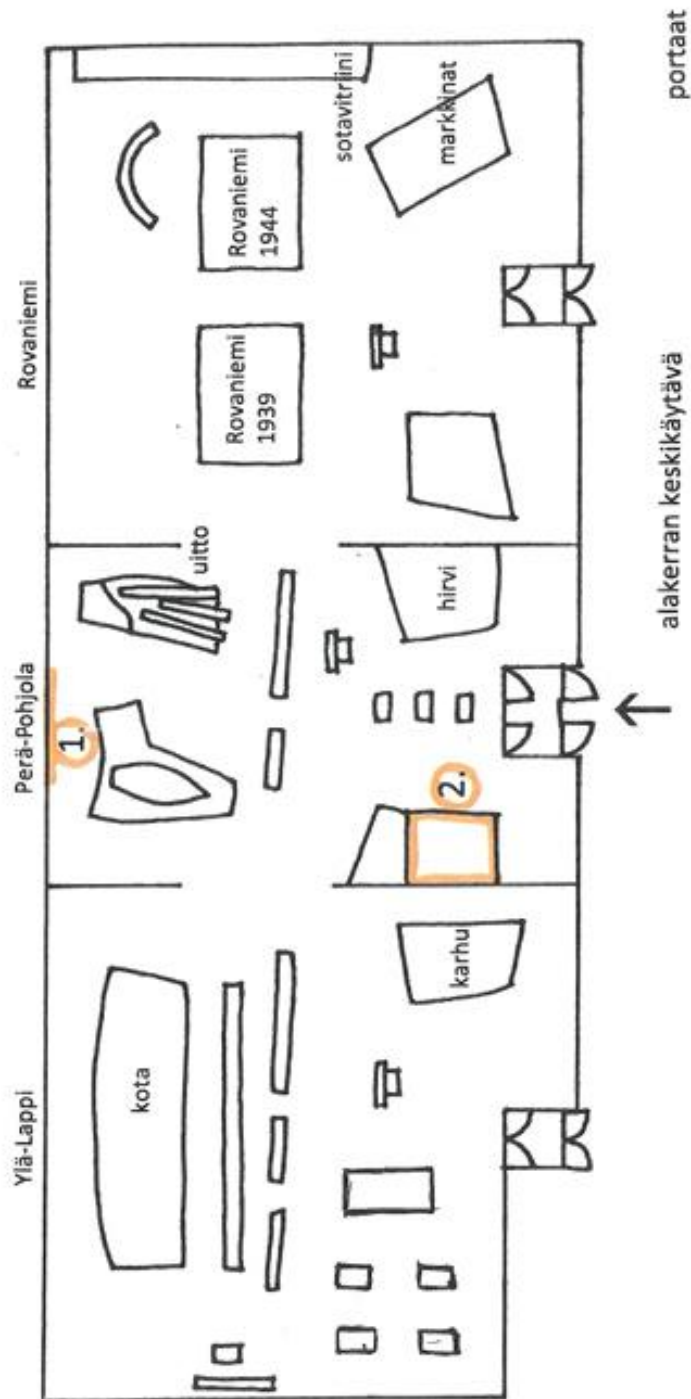 Ylä-Lappi
Perä-Pohjola
Rovaniemi
1.
kota
uitto
Rovaniemi
1939
Rovaniemi
1944
sotavitriini
karhu
2.
hirvi
markkinat
alakerran keskikäytävä
portaat